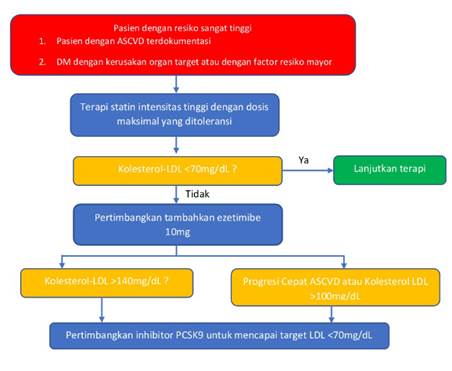 Pasien dengan resiko sangat tinggi
1. Pasien dengan ASCVD terdokumentasi
2. DM dengan kerusakan organ target atau dengan factor resiko mayor
Terapi statin intensitas tinggi dengan dosis
maksimal yang ditoleransi
Kolesterol-LDL <70mg/dL ?
Ya
Lanjutkan terapi
Tidak
Pertimbangkan tambahkan ezetimibe
10mg
Kolesterol-LDL >140mg/dL ?
Progresi Cepat ASCVD atau Kolesterol LDL
>100mg/dL
Pertimbangkan inhibitor PCSK9 untuk mencapai target LDL <70mg/dL